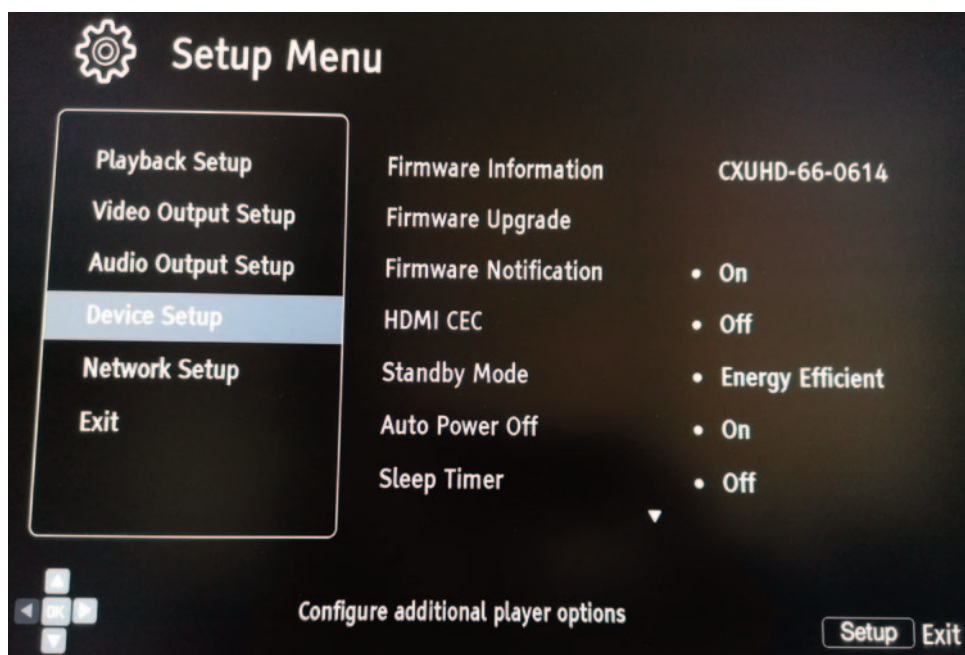 Setup Menu
Playback Setup
Video Output Setup
Audio Output Setup
Device Setup
Network Setup
Exit
Firmware Information CXUHD-66-0614
Firmware Upgrade
Firmware Notification • On
HDMI CEC • Off
Standby Mode • Energy Efficient
Auto Power Off • On
Sleep Timer • Off
OK
Configure additional player options
Setup Exit